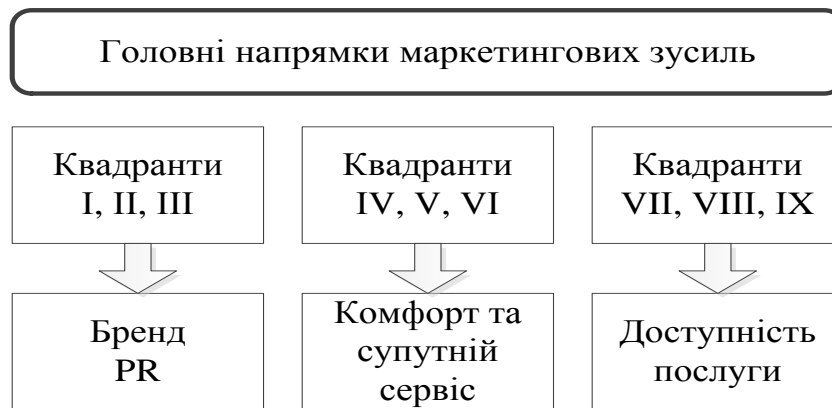 Головні напрямки маркетингових зусиль
Квадранти
I, II, III
Квадранти
IV, V, VI
Квадранти
VII, VIII, IX
Бренд
PR
Комфорт та
супутній
сервіс
Доступність
послуги